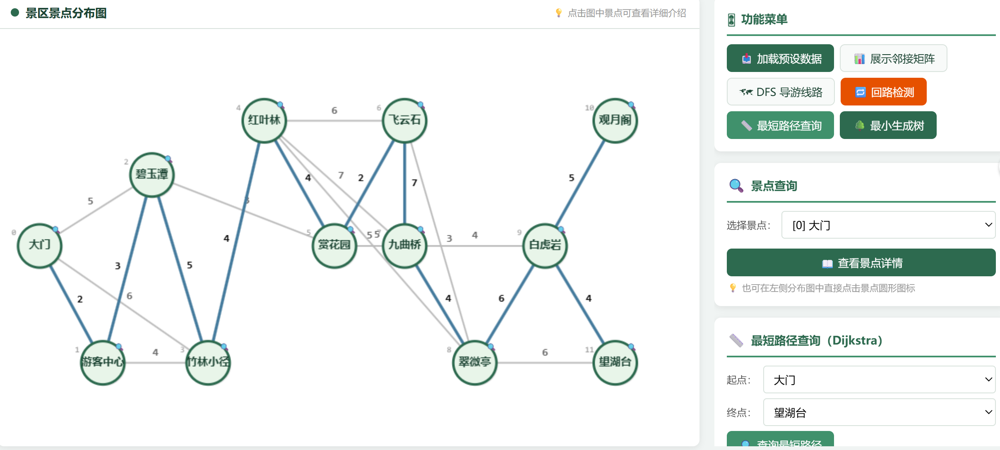 景区景点分布图
点击图中景点可查看详细介绍
4
红叶林
6
6
飞云石
10
观月阁
2
碧玉潭
4
7
2
7
5
5
3
0
大门
4
5
赏花园
5
5
7
九曲桥
3
4
9
白虎岩
3
5
2
6
4
6
4
1
游客中心
4
3
竹林小径
8
翠微亭
6
11
望湖台
功能菜单
加载预设数据
展示邻接矩阵
DFS 导游线路
回路检测
最短路径查询
最小生成树
景点查询
选择景点:
[0] 大门
查看景点详情
也可在左侧分布图中直接点击景点圆形图标
最短路径查询（Dijkstra）
起点:
大门
终点:
望湖台
查询最短路径